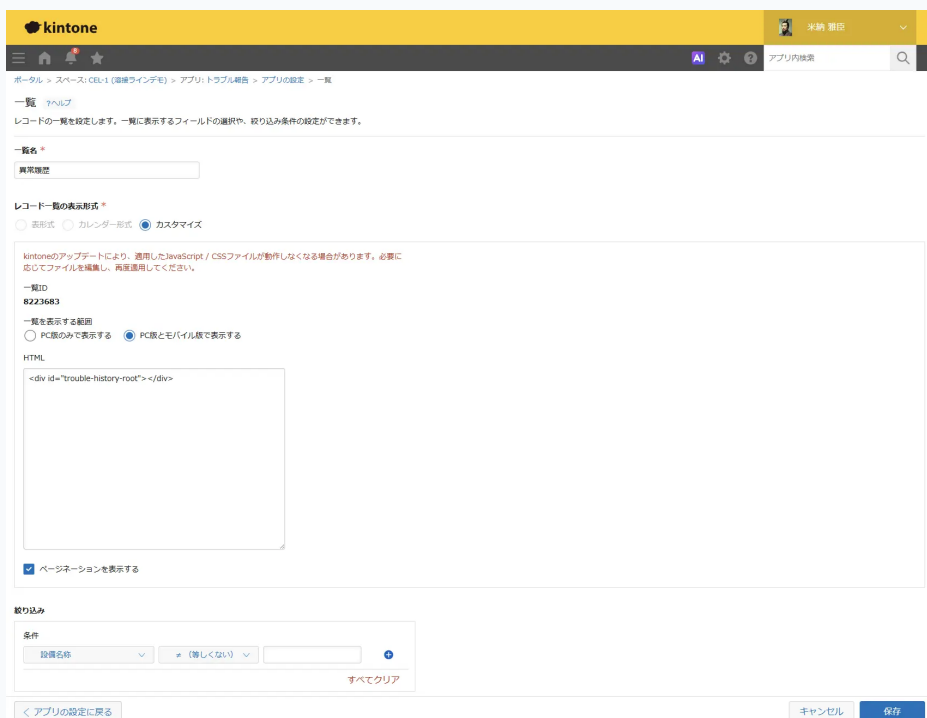 kintone
米納 雅臣
8
AI
アプリ内検索
ポータル > スペース: CEL-1 (溶接ラインデモ) > アプリ: トラブル報告 > アプリの設定 > 一覧
一覧 ?ヘルプ
レコードの一覧を設定します。一覧に表示するフィールドの選択や、絞り込み条件の設定ができます。
一覧名 *
異常履歴
レコード一覧の表示形式 *
表形式 カレンダー形式 カスタマイズ
kintoneのアップデートにより、適用したJavaScript / CSSファイルが動作しなくなる場合があります。必要に
応じてファイルを編集し、再度適用してください。
一覧ID
8223683
一覧を表示する範囲
PC版のみで表示する PC版とモバイル版で表示する
HTML
<div id="trouble-history-root"></div>
ページネーションを表示する
絞り込み
条件
設備名称 ≠ (等しくない)
すべてクリア
< アプリの設定に戻る キャンセル 保存